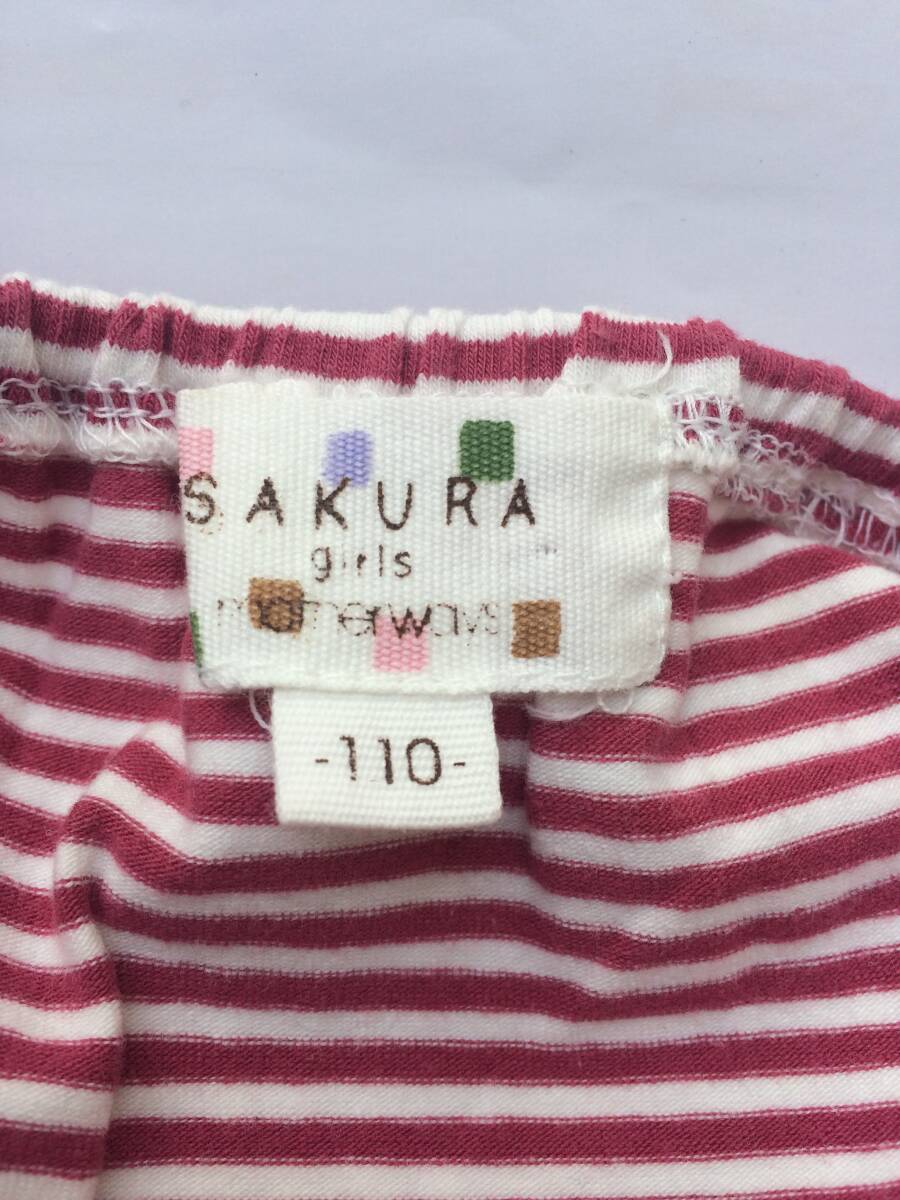 SAKURA
girls
motherways
-110-